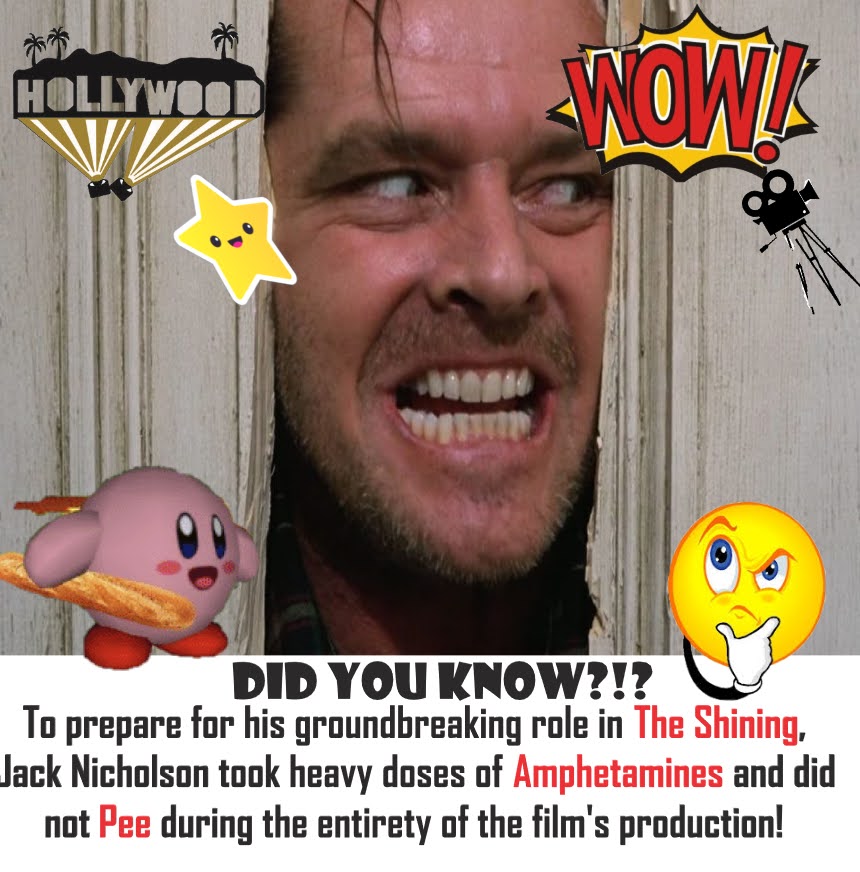 HOLLYWOOD
WOW!
DID YOU KNOW?!?
To prepare for his groundbreaking role in The Shining,
Jack Nicholson took heavy doses of Amphetamines and did
not Pee during the entirety of the film's production!